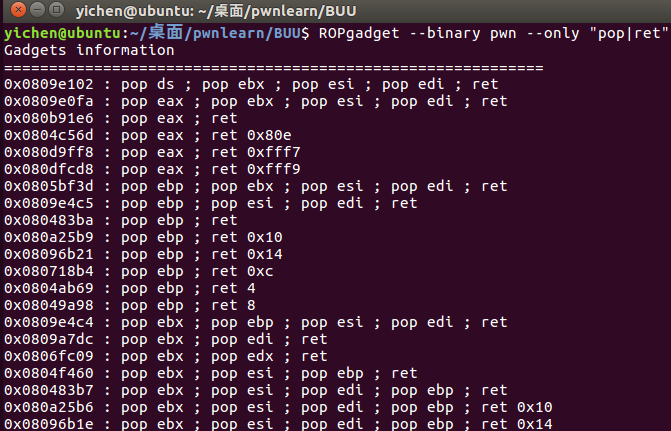 yichen@ubuntu: ~/桌面/pwnlearn/BUU
yichen@ubuntu:~/桌面/pwnlearn/BUU$ ROPgadget --binary pwn --only "pop|ret"
Gadgets information
============================================================
0x0809e102 : pop ds ; pop ebx ; pop esi ; pop edi ; ret
0x0809e0fa : pop eax ; pop ebx ; pop esi ; pop edi ; ret
0x080b91e6 : pop eax ; ret
0x0804c56d : pop eax ; ret 0x80e
0x080d9ff8 : pop eax ; ret 0xfff7
0x080dfcd8 : pop eax ; ret 0xfff9
0x0805bf3d : pop ebp ; pop ebx ; pop esi ; pop edi ; ret
0x0809e4c5 : pop ebp ; pop esi ; pop edi ; ret
0x080483ba : pop ebp ; ret
0x080a25b9 : pop ebp ; ret 0x10
0x08096b21 : pop ebp ; ret 0x14
0x080718b4 : pop ebp ; ret 0xc
0x0804ab69 : pop ebp ; ret 4
0x08049a98 : pop ebp ; ret 8
0x0809e4c4 : pop ebx ; pop ebp ; pop esi ; pop edi ; ret
0x0809a7dc : pop ebx ; pop edi ; ret
0x0806fc09 : pop ebx ; pop edx ; ret
0x0804f460 : pop ebx ; pop esi ; pop ebp ; ret
0x080483b7 : pop ebx ; pop esi ; pop edi ; pop ebp ; ret
0x080a25b6 : pop ebx ; pop esi ; pop edi ; pop ebp ; ret 0x10
0x08096b1e : pop ebx ; pop esi ; pop edi ; pop ebp ; ret 0x14